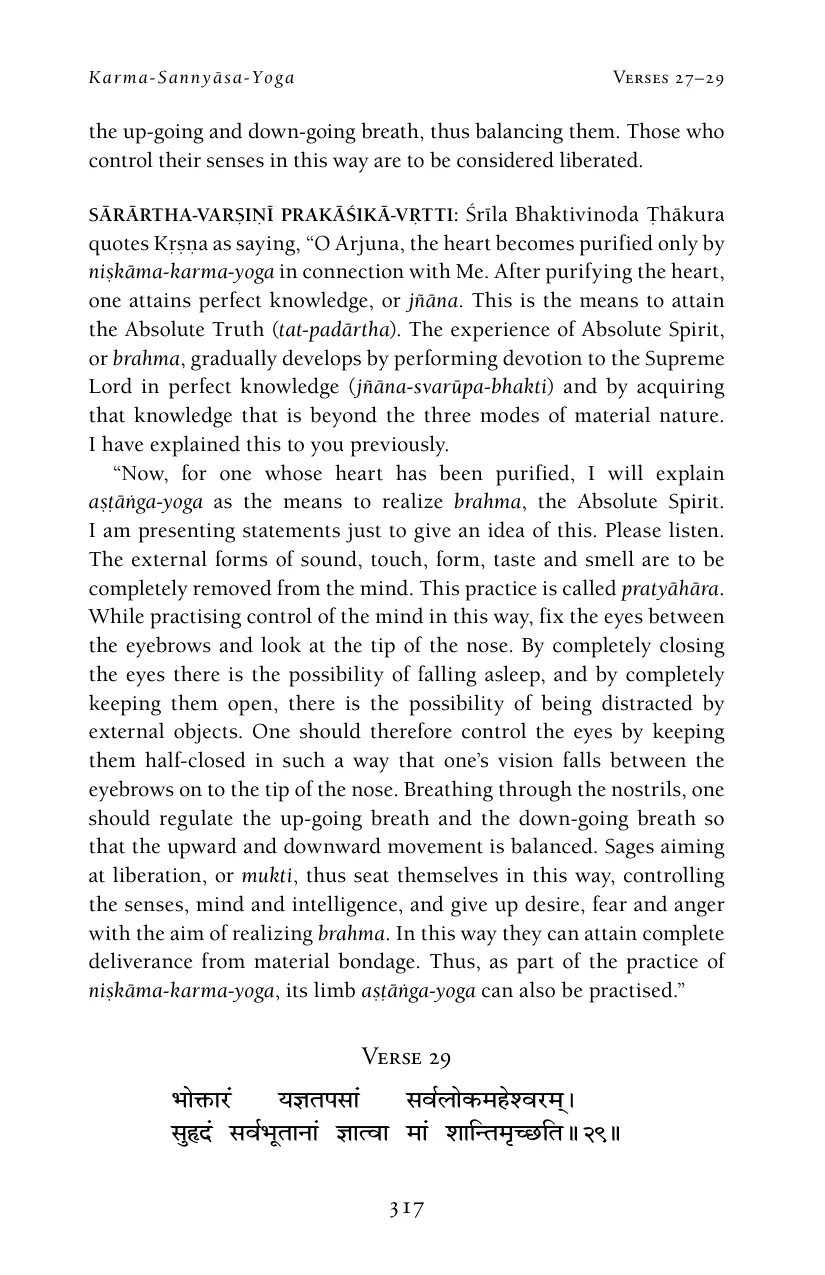 Karma-Sannyāsa-Yoga Verses 27–29
the up-going and down-going breath, thus balancing them. Those who
control their senses in this way are to be considered liberated.
SĀRĀRTHA-VARṢIṆĪ PRAKĀŚIKĀ-VṚTTI: Śrīla Bhaktivinoda Ṭhākura
quotes Kṛṣṇa as saying, “O Arjuna, the heart becomes purified only by
niṣkāma-karma-yoga in connection with Me. After purifying the heart,
one attains perfect knowledge, or jñāna. This is the means to attain
the Absolute Truth (tat-padārtha). The experience of Absolute Spirit,
or brahma, gradually develops by performing devotion to the Supreme
Lord in perfect knowledge (jñāna-svarūpa-bhakti) and by acquiring
that knowledge that is beyond the three modes of material nature.
I have explained this to you previously.
“Now, for one whose heart has been purified, I will explain
aṣṭāṅga-yoga as the means to realize brahma, the Absolute Spirit.
I am presenting statements just to give an idea of this. Please listen.
The external forms of sound, touch, form, taste and smell are to be
completely removed from the mind. This practice is called pratyāhāra.
While practising control of the mind in this way, fix the eyes between
the eyebrows and look at the tip of the nose. By completely closing
the eyes there is the possibility of falling asleep, and by completely
keeping them open, there is the possibility of being distracted by
external objects. One should therefore control the eyes by keeping
them half-closed in such a way that one’s vision falls between the
eyebrows on to the tip of the nose. Breathing through the nostrils, one
should regulate the up-going breath and the down-going breath so
that the upward and downward movement is balanced. Sages aiming
at liberation, or mukti, thus seat themselves in this way, controlling
the senses, mind and intelligence, and give up desire, fear and anger
with the aim of realizing brahma. In this way they can attain complete
deliverance from material bondage. Thus, as part of the practice of
niṣkāma-karma-yoga, its limb aṣṭāṅga-yoga can also be practised.”
Verse 29
भोक्तारं यज्ञतपसां सर्वलोकमहेश्वरम्।
सुहृदं सर्वभूतानां ज्ञात्वा मां शान्तिमृच्छति॥२९॥
317